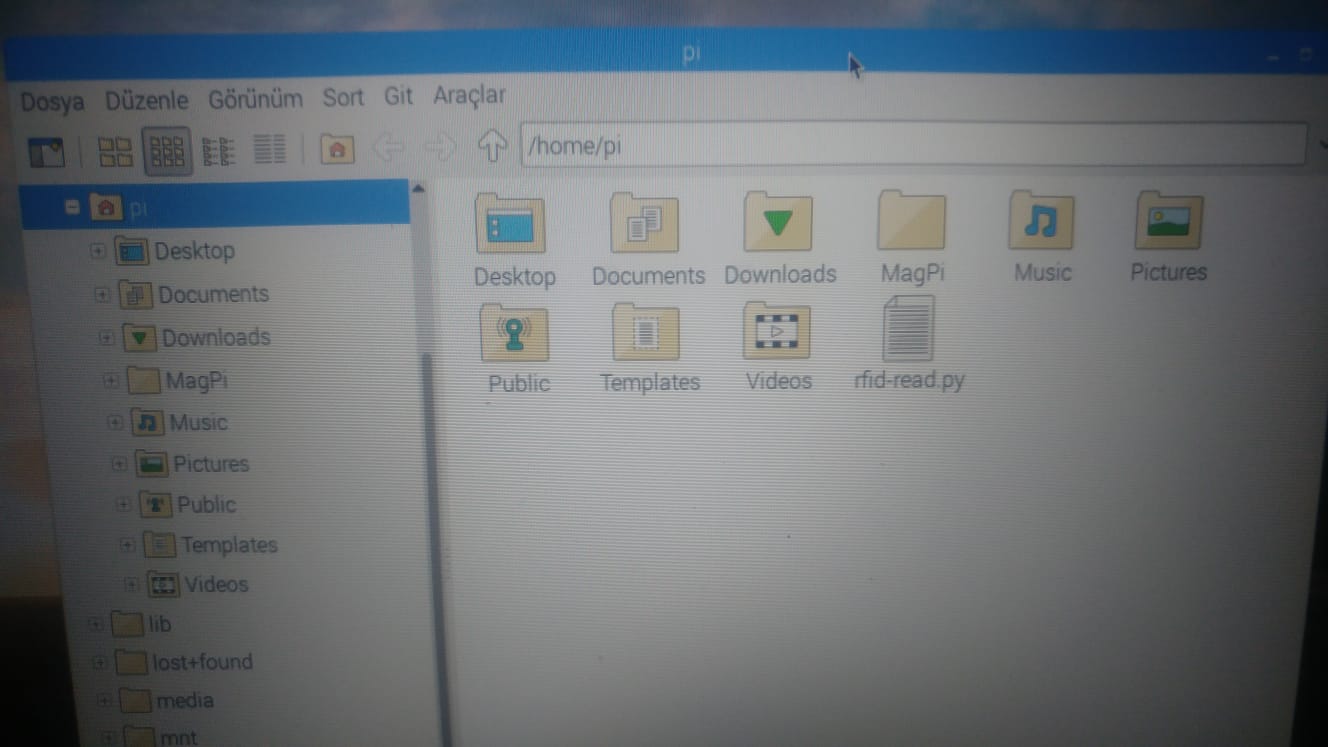 pi
Dosya Düzenle Görünüm Sort Git Araçlar
/home/pi
pi
Desktop
Documents
Downloads
MagPi
Music
Pictures
Public
Templates
Videos
lib
lost+found
media
mnt
Desktop Documents Downloads MagPi Music Pictures
Public Templates Videos rfid-read.py